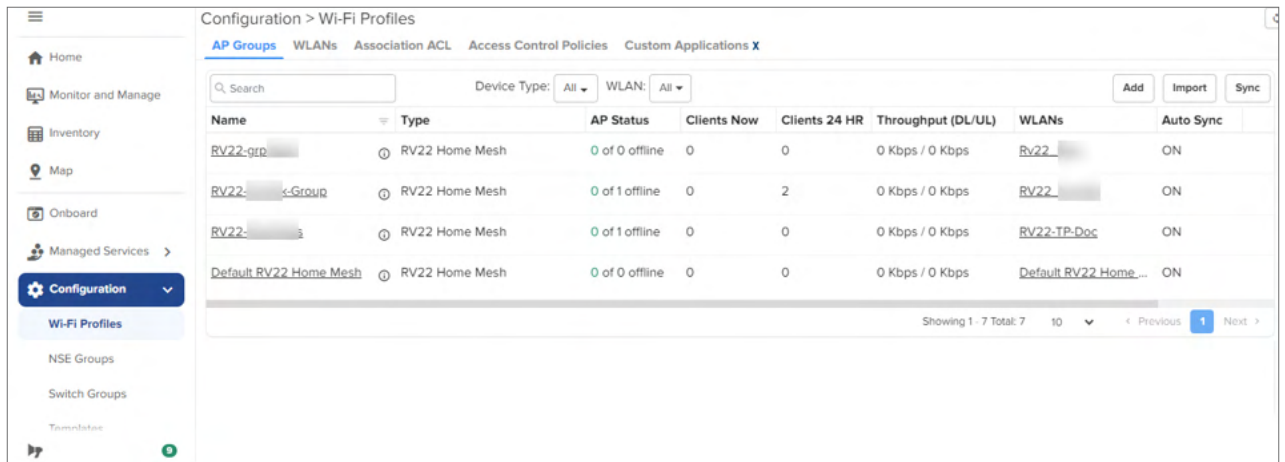 Configuration > Wi-Fi Profiles
AP Groups WLANs Association ACL Access Control Policies Custom Applications X
Home
Monitor and Manage
Inventory
Map
Onboard
Managed Services >
Configuration
Wi-Fi Profiles
NSE Groups
Switch Groups
Templates
9
Search Device Type: All WLAN: All Add Import Sync
Name Type AP Status Clients Now Clients 24 HR Throughput (DL/UL) WLANs Auto Sync
RV22-grp RV22 Home Mesh 0 of 0 offline 0 0 0 Kbps / 0 Kbps Rv22_ ON
RV22- -Group RV22 Home Mesh 0 of 1 offline 0 2 0 Kbps / 0 Kbps RV22_ ON
RV22- RV22 Home Mesh 0 of 1 offline 0 0 0 Kbps / 0 Kbps RV22-TP-Doc ON
Default RV22 Home Mesh RV22 Home Mesh 0 of 0 offline 0 0 0 Kbps / 0 Kbps Default RV22 Home ... ON
Showing 1 - 7 Total: 7 10 < Previous 1 Next >